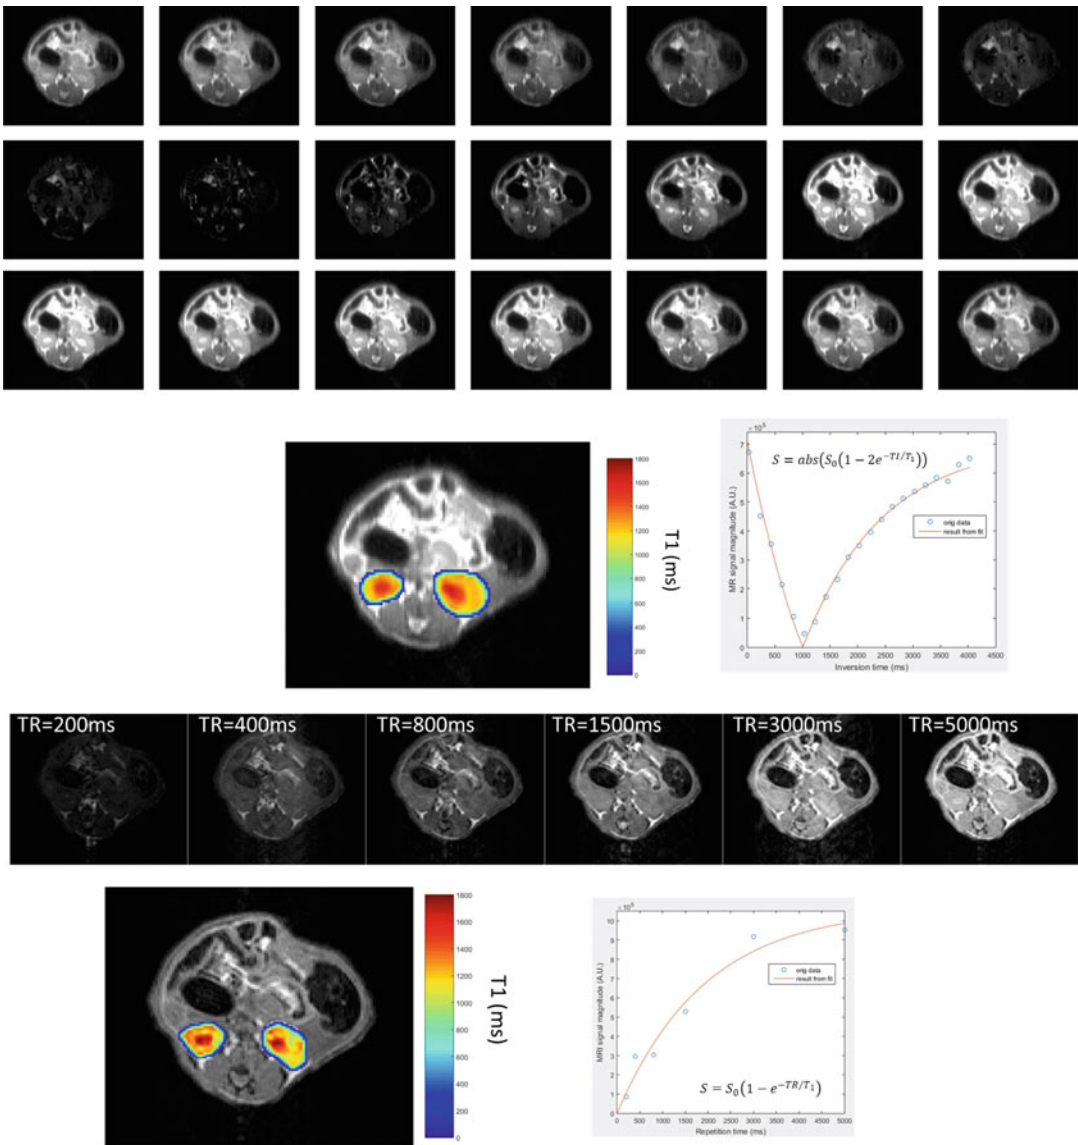 1800
1600
1400
1200
1000
800
600
400
200
0
T1 (ms)
×10⁵
7
6
5
4
3
2
1
0
MR signal magnitude (A.U.)
S = abs(S₀(1 − 2e^{−TI/T₁}))
orig data
result from fit
0 500 1000 1500 2000 2500 3000 3500 4000 4500
Inversion time (ms)
TR=200ms TR=400ms TR=800ms TR=1500ms TR=3000ms TR=5000ms
1800
1600
1400
1200
1000
800
600
400
200
0
T1 (ms)
×10⁵
10
9
8
7
6
5
4
3
2
1
0
MRI signal magnitude (A.U.)
orig data
result from fit
S = S₀(1 − e^{−TR/T₁})
0 500 1000 1500 2000 2500 3000 3500 4000 4500 5000
Repetition time (ms)